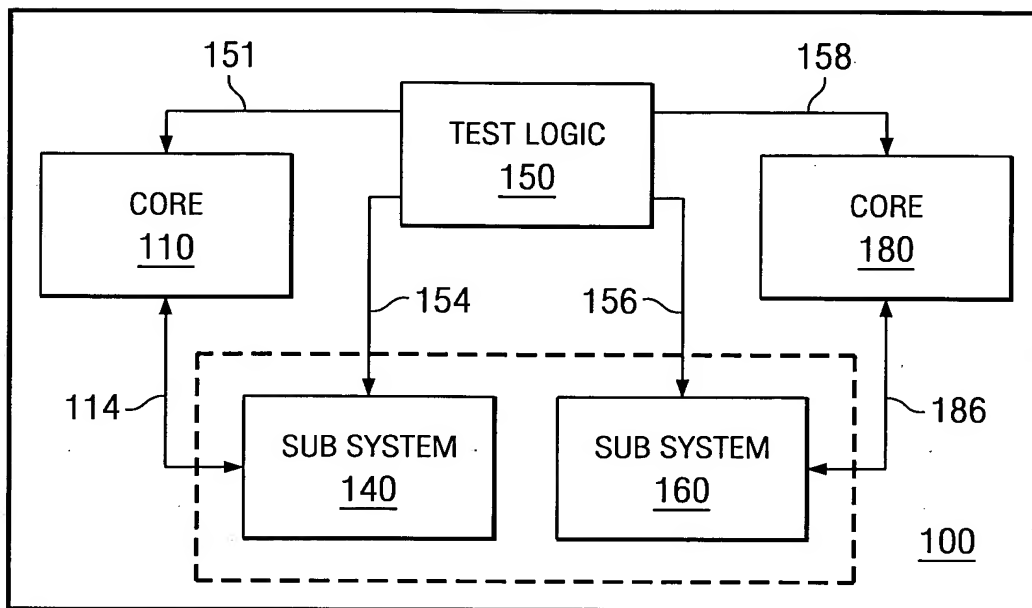 151
158
TEST LOGIC
150
CORE
110
CORE
180
154
156
114
186
SUB SYSTEM
140
SUB SYSTEM
160
100